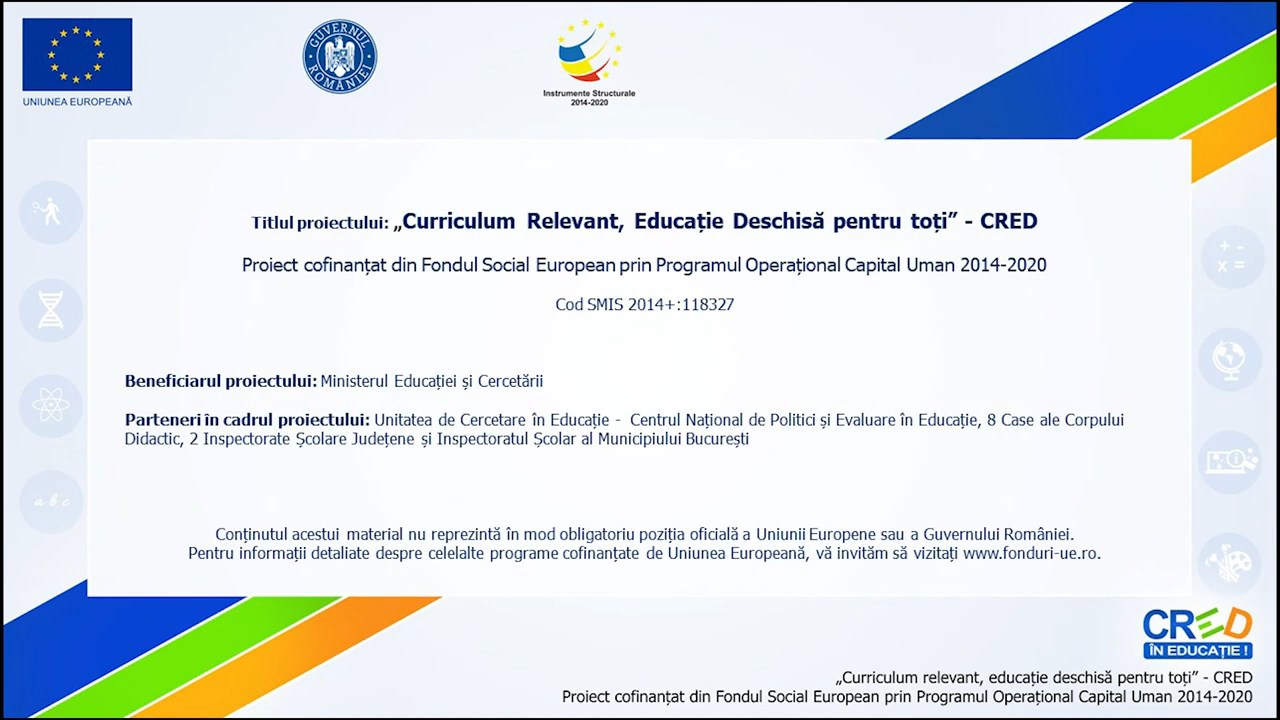 UNIUNEA EUROPEANĂ
GUVERNUL ROMÂNIEI
Instrumente Structurale
2014-2020
Titlul proiectului: „Curriculum Relevant, Educație Deschisă pentru toți” - CRED
Proiect cofinanțat din Fondul Social European prin Programul Operațional Capital Uman 2014-2020
Cod SMIS 2014+:118327
Beneficiarul proiectului: Ministerul Educației și Cercetării
Parteneri în cadrul proiectului: Unitatea de Cercetare în Educație - Centrul Național de Politici și Evaluare în Educație, 8 Case ale Corpului
Didactic, 2 Inspectorate Școlare Județene și Inspectoratul Școlar al Municipiului București
Conținutul acestui material nu reprezintă în mod obligatoriu poziția oficială a Uniunii Europene sau a Guvernului României.
Pentru informații detaliate despre celelalte programe cofinanțate de Uniunea Europeană, vă invităm să vizitați www.fonduri-ue.ro.
+ -
x =
a b c
CRED
ÎN EDUCAȚIE !
„Curriculum relevant, educație deschisă pentru toți” - CRED
Proiect cofinanțat din Fondul Social European prin Programul Operațional Capital Uman 2014-2020